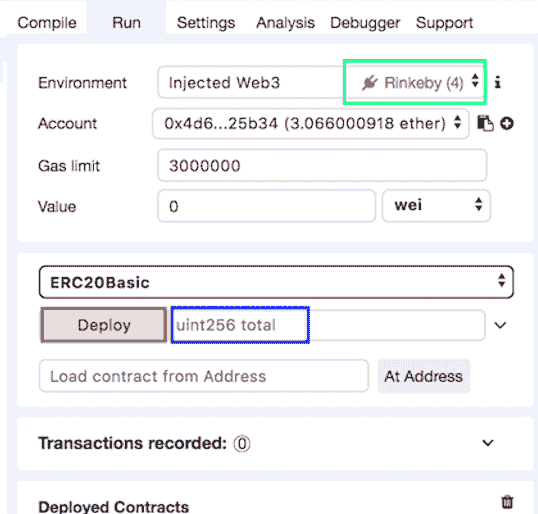 Compile Run Settings Analysis Debugger Support
Environment Injected Web3 Rinkeby (4) i
Account 0x4d6...25b34 (3.066000918 ether)
Gas limit 3000000
Value 0 wei
ERC20Basic
Deploy uint256 total
Load contract from Address At Address
Transactions recorded: 0
Deployed Contracts